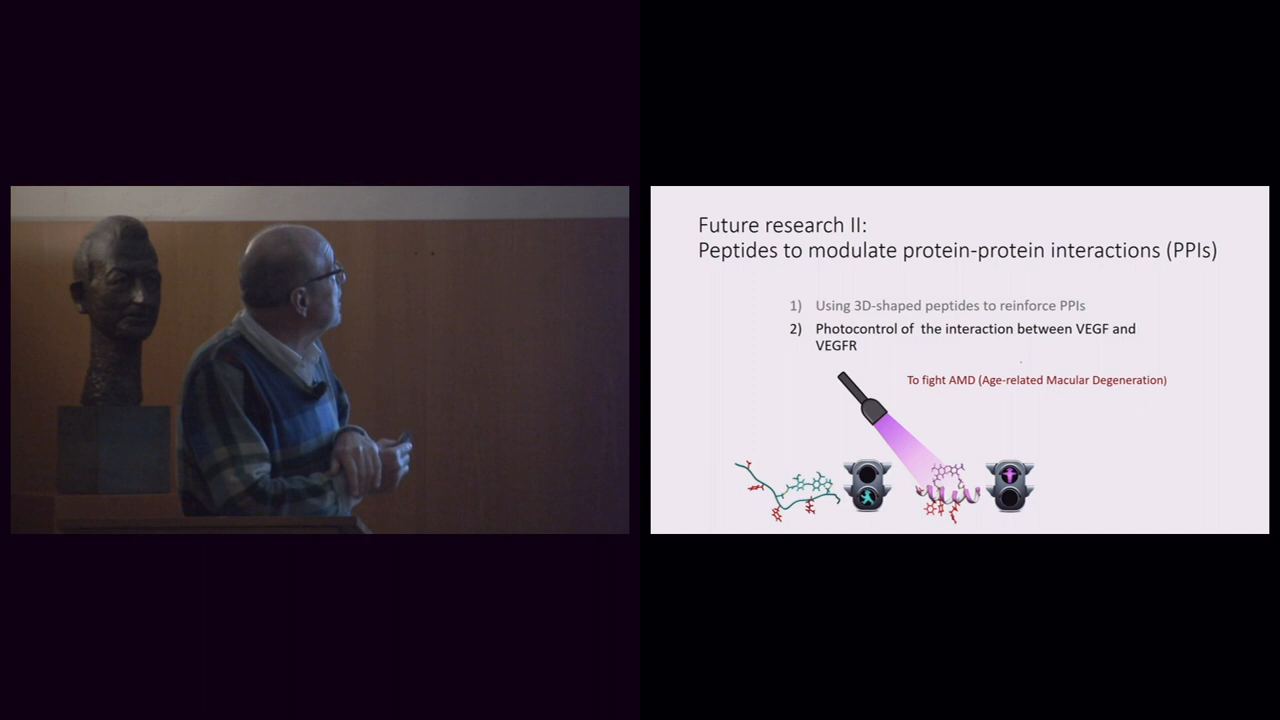 Future research II:
Peptides to modulate protein-protein interactions (PPIs)
1) Using 3D-shaped peptides to reinforce PPIs
2) Photocontrol of the interaction between VEGF and
VEGFR
To fight AMD (Age-related Macular Degeneration)